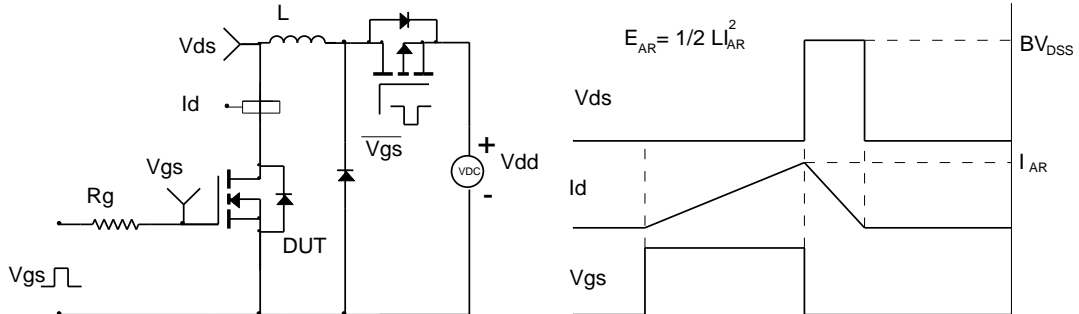 L
Vds
Id
Vgs
Rg
DUT
Vgs
Vgs
VDC
+
Vdd
-
E_AR= 1/2 LI_AR^2
Vds
BV_DSS
Id
I_AR
Vgs